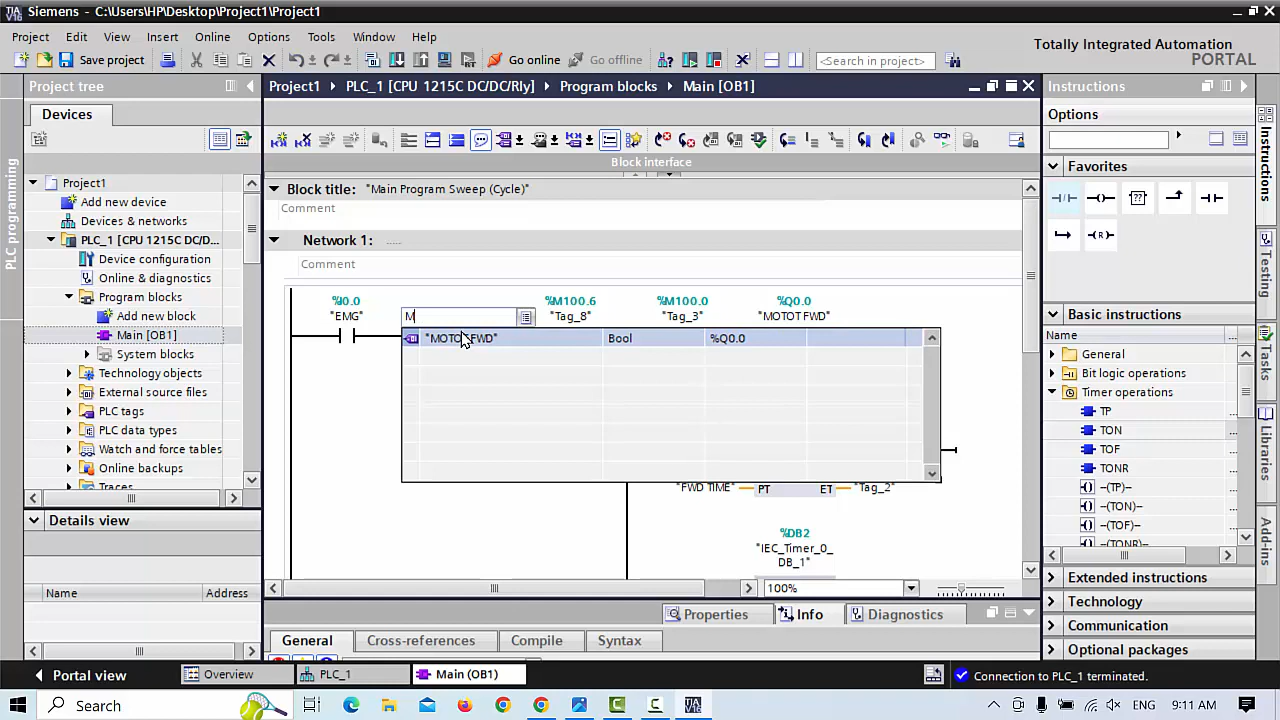 Siemens - C:\Users\HP\Desktop\Project1\Project1
Project Edit View Insert Online Options Tools Window Help
Totally Integrated Automation
PORTAL
Save project Go online Go offline <Search in project>
Project tree
Project1 PLC_1 [CPU 1215C DC/DC/Rly] Program blocks Main [OB1]
Instructions
Devices
Options
PLC programming
Block interface
Favorites
Block title: "Main Program Sweep (Cycle)"
Comment
Network 1: .....
Comment
Project1
Add new device
Devices & networks
PLC_1 [CPU 1215C DC/D...
Device configuration
Online & diagnostics
Program blocks
Add new block
Main [OB1]
System blocks
Technology objects
External source files
PLC tags
PLC data types
Watch and force tables
Online backups
Traces
%I0.0 %M100.6 %M100.0 %Q0.0
"EMG" M "Tag_8" "Tag_3" "MOTOT FWD"
"MOTOT FWD" Bool %Q0.0
"FWD TIME" PT ET "Tag_2"
%DB2
"IEC_Timer_0_
DB_1"
100%
Basic instructions
Name
General
Bit logic operations
Timer operations
TP
TON
TOF
TONR
–(TP)–
–(TON)–
–(TOF)–
–(TONR)–
Extended instructions
Technology
Communication
Optional packages
Instructions
Testing
Tasks
Libraries
Add-ins
Details view
Name Address
Properties Info Diagnostics
General Cross-references Compile Syntax
Portal view Overview PLC_1 Main (OB1) Connection to PLC_1 terminated.
Search 9:11 AM